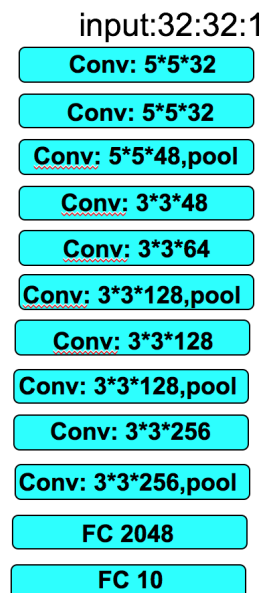 input:32:32:1
Conv: 5*5*32
Conv: 5*5*32
Conv: 5*5*48,pool
Conv: 3*3*48
Conv: 3*3*64
Conv: 3*3*128,pool
Conv: 3*3*128
Conv: 3*3*128,pool
Conv: 3*3*256
Conv: 3*3*256,pool
FC 2048
FC 10